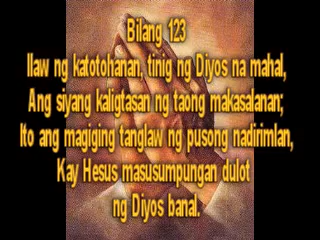 Bilang 123
Ilaw ng katotohanan, tinig ng Diyos na mahal,
Ang siyang kaligtasan ng taong makasalanan;
Ito ang magiging tanglaw ng pusong nadirimlan,
Kay Hesus masusumpungan dulot
ng Diyos banal.